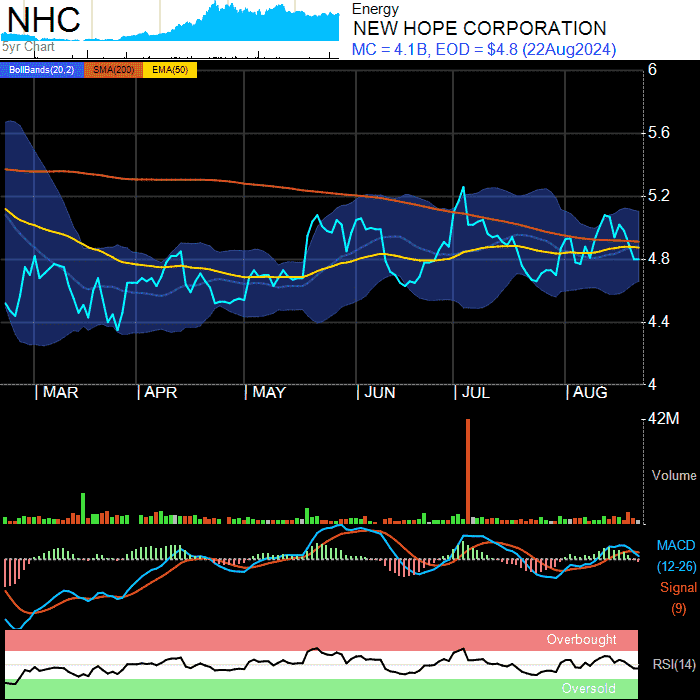 NHC
5yr Chart
Energy
NEW HOPE CORPORATION
MC = 4.1B, EOD = $4.8 (22Aug2024)
BollBands(20,2) SMA(200) EMA(50)
6
5.6
5.2
4.8
4.4
4
MAR APR MAY JUN JUL AUG
42M
Volume
MACD
(12-26)
Signal
(9)
Overbought
RSI(14)
Oversold